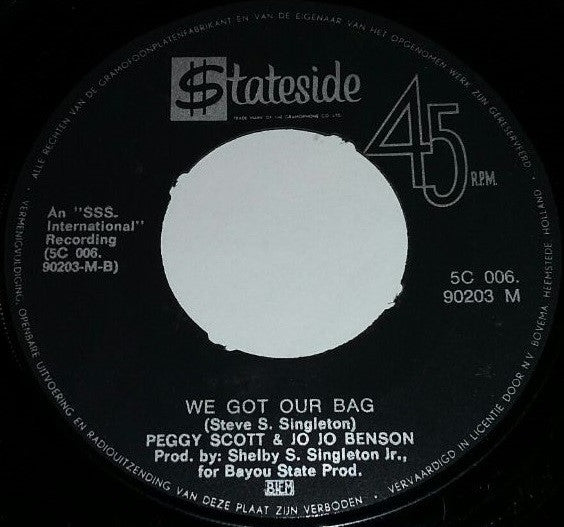 ALLE RECHTEN VAN DE GRAMOFOONPLATENFABRIKANT EN VAN DE EIGENAAR VAN HET OPGENOMEN WERK ZIJN GERESERVEERD.
$tateside
TRADE MARK OF THE GRAMOPHONE CO. LTD.
45
R.P.M.
An "SSS.
International"
Recording
(5C 006.
90203-M-B)
5C 006.
90203 M
WE GOT OUR BAG
(Steve S. Singleton)
PEGGY SCOTT & JO JO BENSON
Prod. by: Shelby S. Singleton Jr.,
for Bayou State Prod.
BIEM
VERMENIGVULDIGING, OPENBARE UITVOERING EN RADIOUITZENDING VAN DEZE PLAAT ZIJN VERBODEN • VERVAARDIGD IN LICENTIE DOOR N.V. BOVEMA, HEEMSTEDE HOLLAND